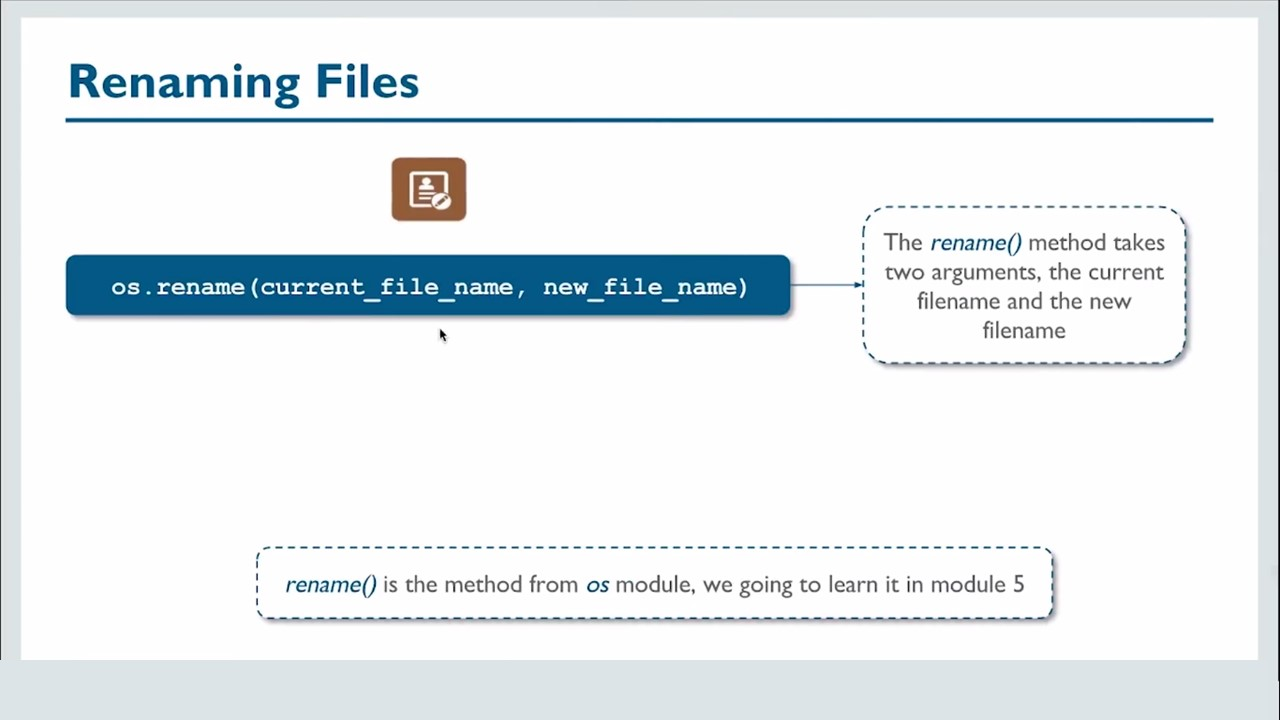 Renaming Files
os.rename(current_file_name, new_file_name)
The rename() method takes
two arguments, the current
filename and the new
filename
rename() is the method from os module, we going to learn it in module 5